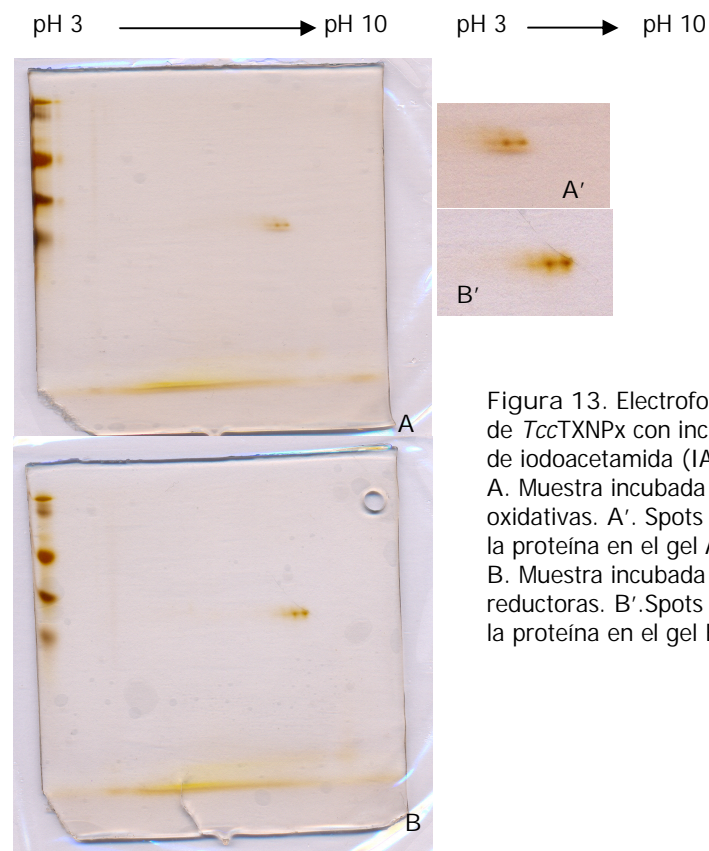 pH 3 pH 10 pH 3 pH 10
A'
B'
A
Figura 13. Electrofo
de TccTXNPx con inc
de iodoacetamida (IA
A. Muestra incubada
oxidativas. A'. Spots
la proteína en el gel A
B. Muestra incubada
reductoras. B'.Spots
la proteína en el gel
B